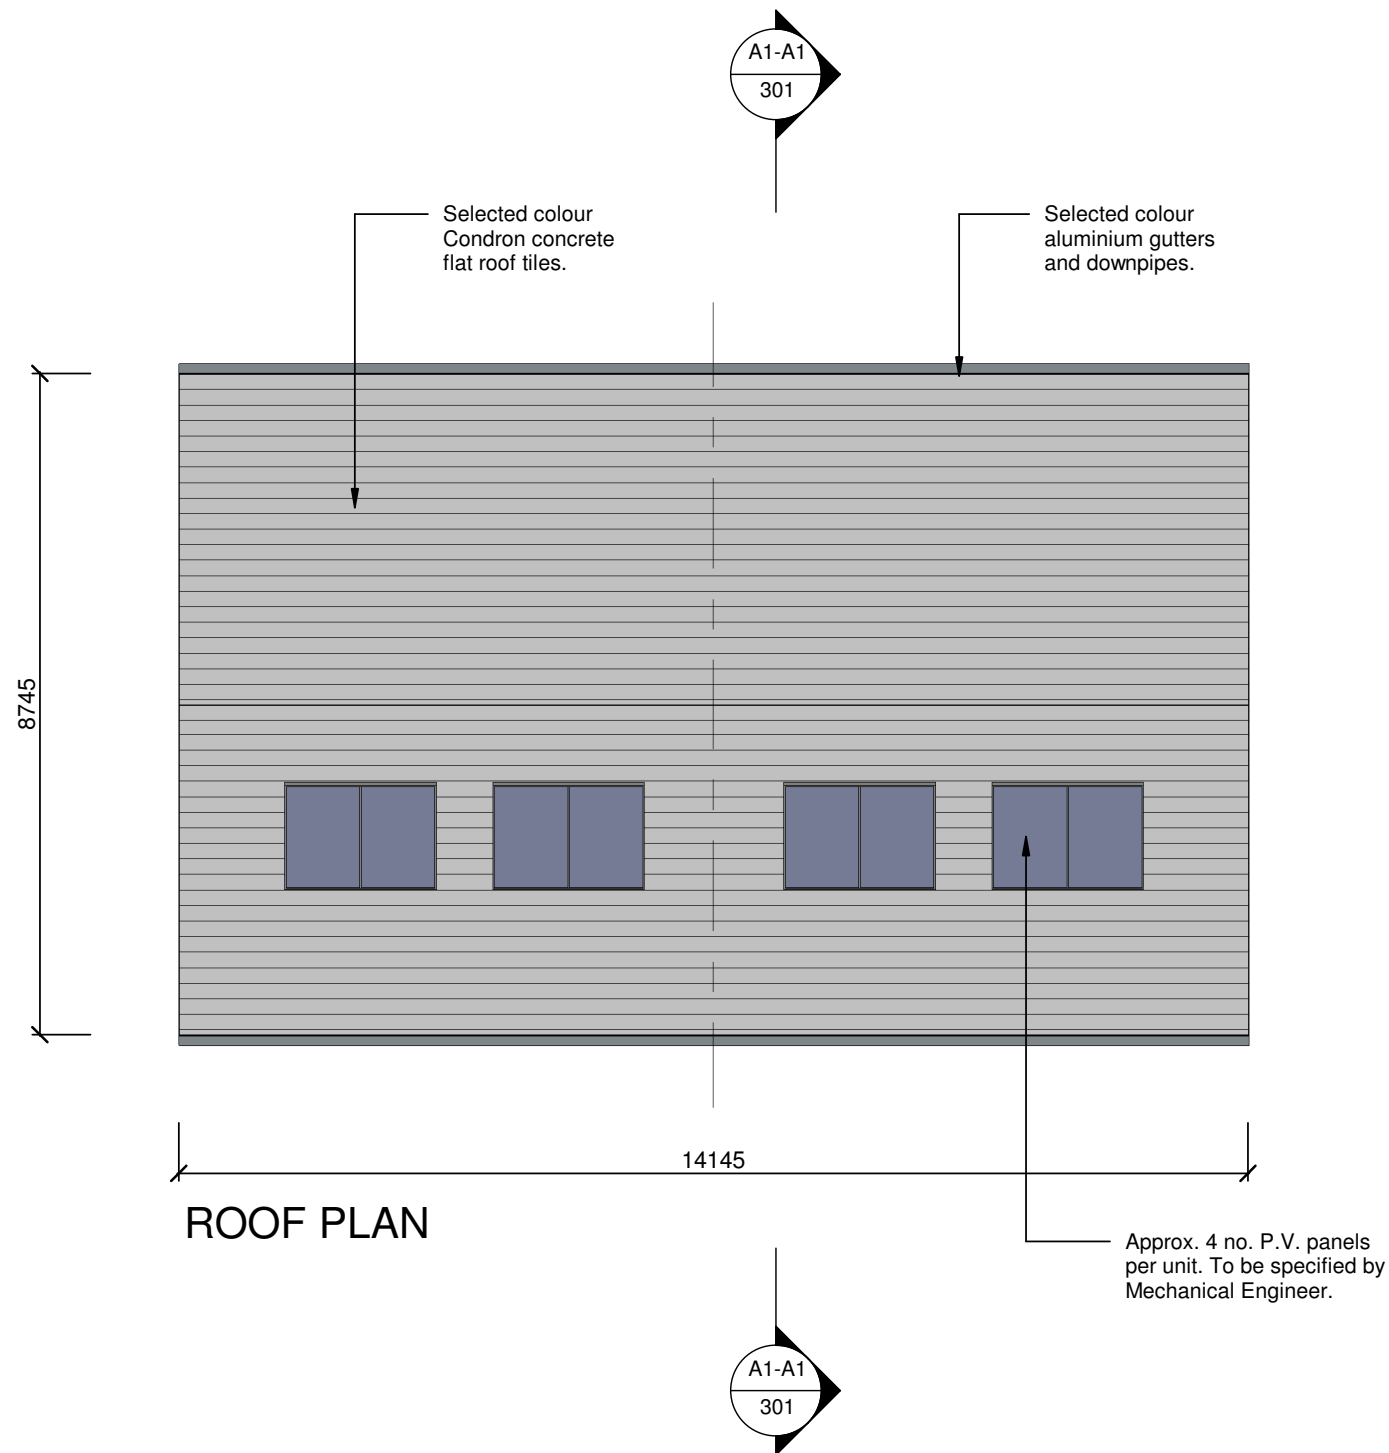 A1-A1
301
Selected colour
Condron concrete
flat roof tiles.
Selected colour
aluminium gutters
and downpipes.
8745
14145
ROOF PLAN
Approx. 4 no. P.V. panels
per unit. To be specified by
Mechanical Engineer.
A1-A1
301